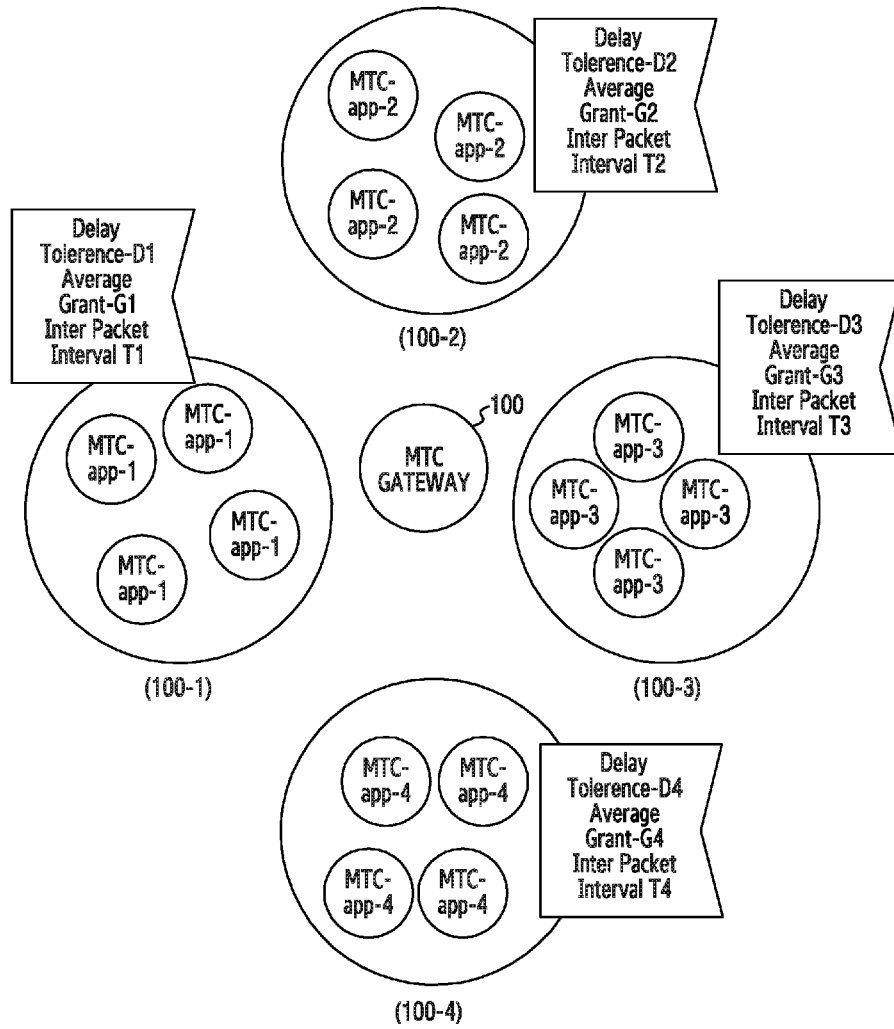 MTC-
app-2
MTC-
app-2
MTC-
app-2
MTC-
app-2
Delay
Tolerence-D2
Average
Grant-G2
Inter Packet
Interval T2
(100-2)
Delay
Tolerence-D1
Average
Grant-G1
Inter Packet
Interval T1
MTC-
app-1
MTC-
app-1
MTC-
app-1
MTC-
app-1
(100-1)
100
MTC
GATEWAY
Delay
Tolerence-D3
Average
Grant-G3
Inter Packet
Interval T3
MTC-
app-3
MTC-
app-3
MTC-
app-3
MTC-
app-3
(100-3)
MTC-
app-4
MTC-
app-4
MTC-
app-4
MTC-
app-4
Delay
Tolerence-D4
Average
Grant-G4
Inter Packet
Interval T4
(100-4)